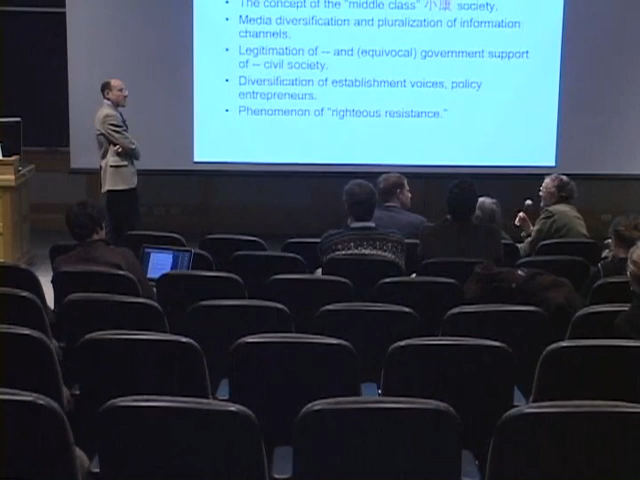 • The concept of the "middle class" 小康 society.
• Media diversification and pluralization of information
channels.
• Legitimation of -- and (equivocal) government support
of -- civil society.
• Diversification of establishment voices, policy
entrepreneurs.
• Phenomenon of "righteous resistance."